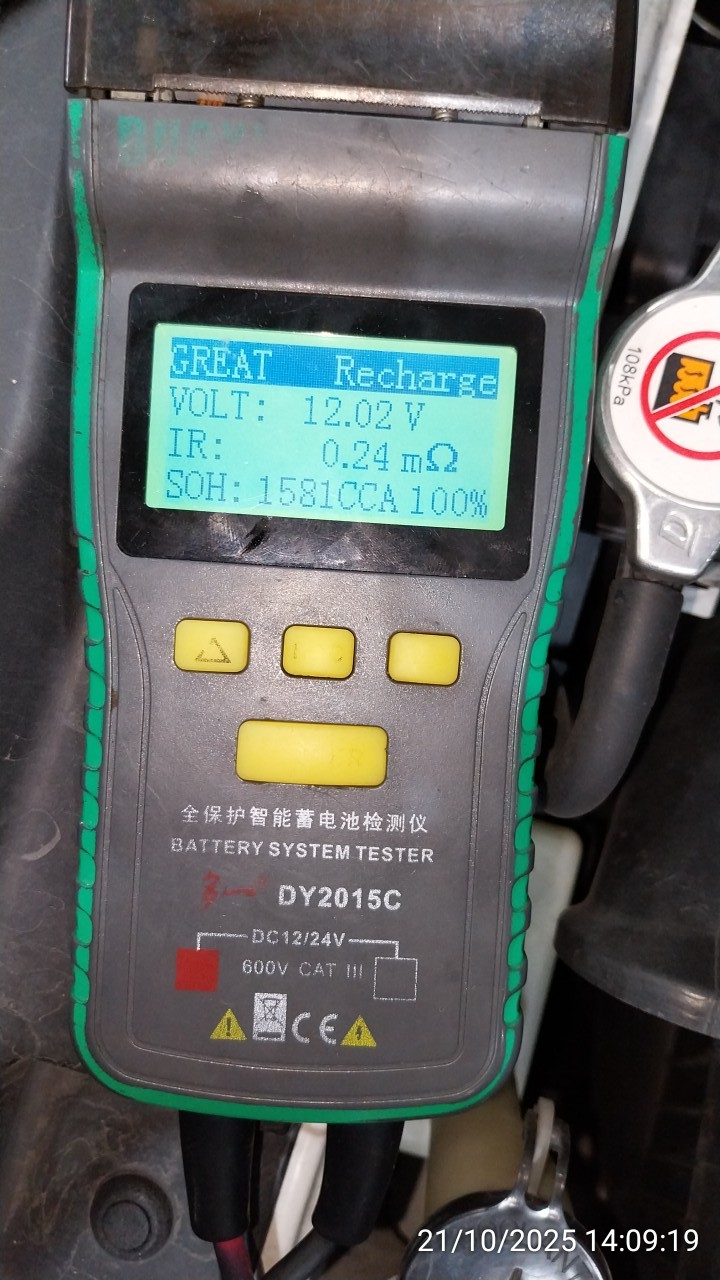 GREAT Recharge
VOLT: 12.02 V
IR: 0.24 mΩ
SOH: 1581CCA 100%
108kPa
全保护智能蓄电池检测仪
BATTERY SYSTEM TESTER
DY2015C
DC12/24V
600V CAT III
CE
D
21/10/2025 14:09:19